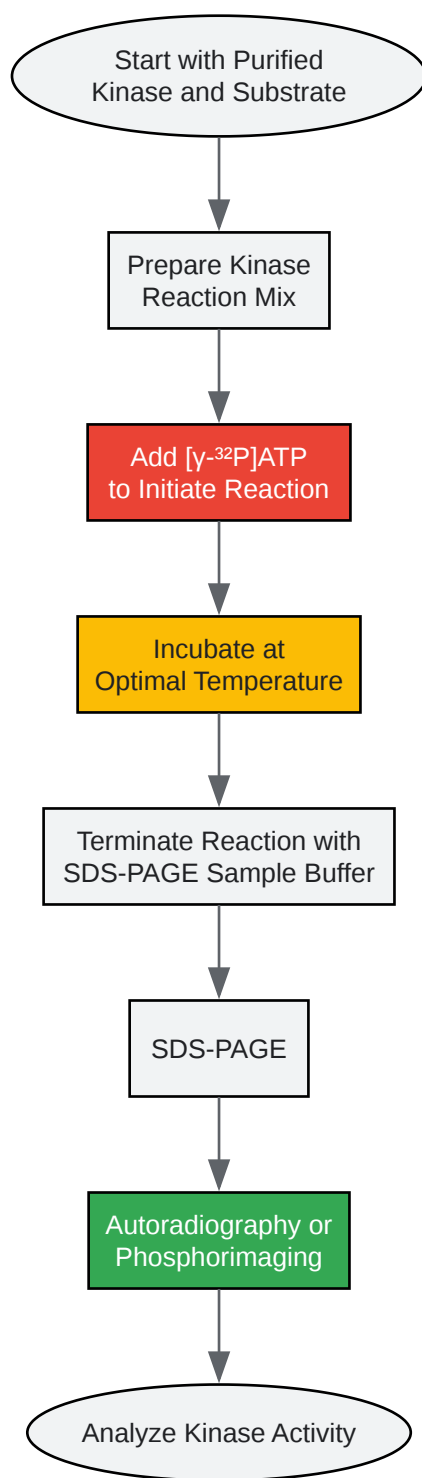 Start with Purified
Kinase and Substrate
Prepare Kinase
Reaction Mix
Add [γ-³²P]ATP
to Initiate Reaction
Incubate at
Optimal Temperature
Terminate Reaction with
SDS-PAGE Sample Buffer
SDS-PAGE
Autoradiography or
Phosphorimaging
Analyze Kinase Activity